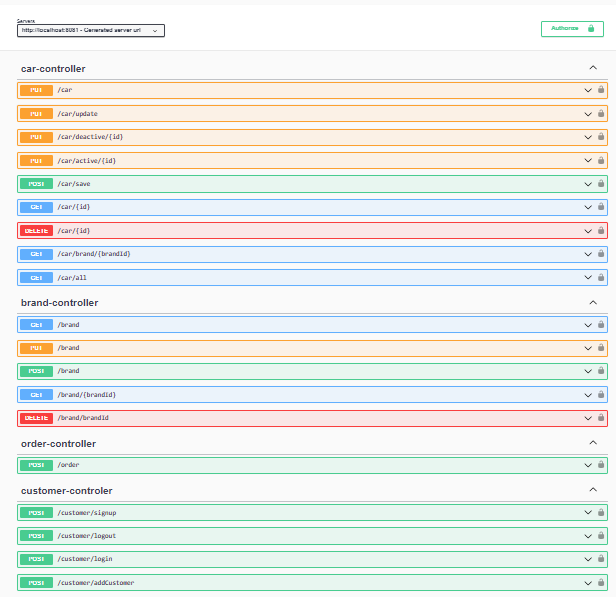 Servers
http://localhost:8081 - Generated server url
Authorize
car-controller
PUT /car
PUT /car/update
PUT /car/deactive/{id}
PUT /car/active/{id}
POST /car/save
GET /car/{id}
DELETE /car/{id}
GET /car/brand/{brandid}
GET /car/all
brand-controller
GET /brand
PUT /brand
POST /brand
GET /brand/{brandid}
DELETE /brand/brandid
order-controller
POST /order
customer-controler
POST /customer/signup
POST /customer/logout
POST /customer/login
POST /customer/addCustomer